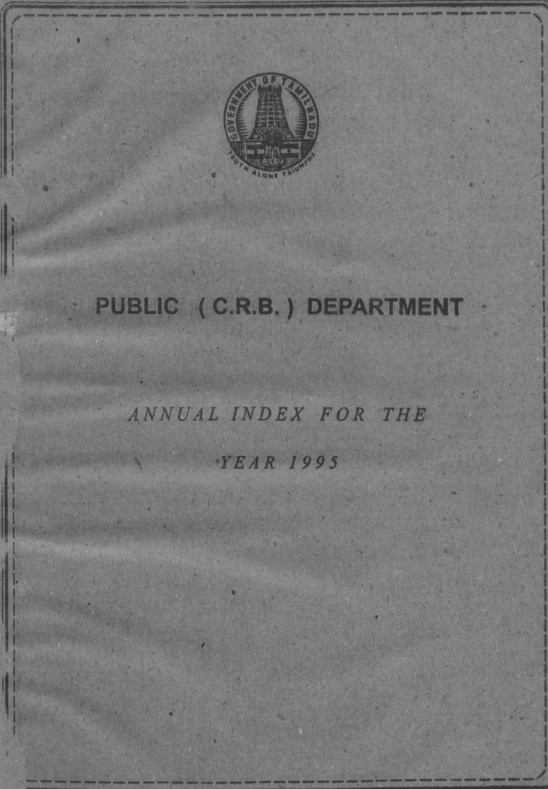 GOVERNMENT OF TAMILNADU
TRUTH ALONE TRIUMPHS
PUBLIC ( C.R.B. ) DEPARTMENT
ANNUAL INDEX FOR THE
YEAR 1995